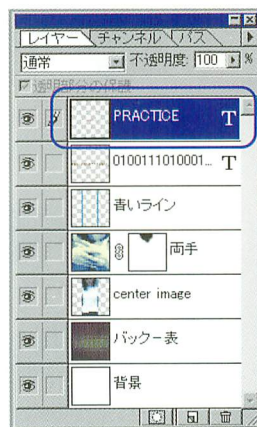 レイヤー チャンネル パス
通常 不透明度: 100 %
透明部分の保護
PRACTICE T
0100111010001... T
青いライン
両手
center image
バックー表
背景